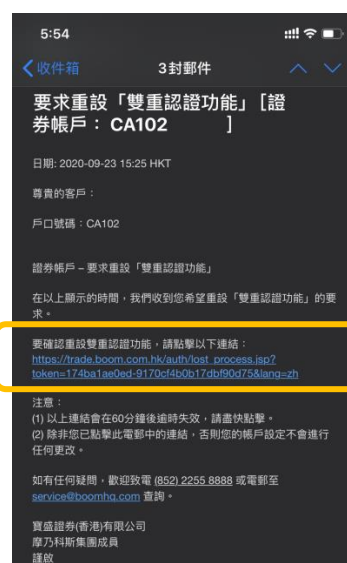 5:54
收件箱
3封郵件
要求重設「雙重認證功能」[證
券帳戶： CA102 ]
日期: 2020-09-23 15:25 HKT
尊貴的客戶：
戶口號碼：CA102
證券帳戶 – 要求重設「雙重認證功能」
在以上顯示的時間，我們收到您希望重設「雙重認證功能」的要
求。
要確認重設雙重認證功能，請點擊以下連結：
https://trade.boom.com.hk/auth/lost_process.jsp?
token=174ba1ae0ed-9170cf4b0b17dbf90d75&lang=zh
注意：
(1) 以上連結會在60分鐘後逾時失效，請盡快點擊。
(2) 除非您已點擊此電郵中的連結，否則您的帳戶設定不會進行
任何更改。
如有任何疑問，歡迎致電 (852) 2255 8888 或電郵至
service@boomhq.com 查詢。
寶盛證券(香港)有限公司
摩乃科斯集團成員
謹啟